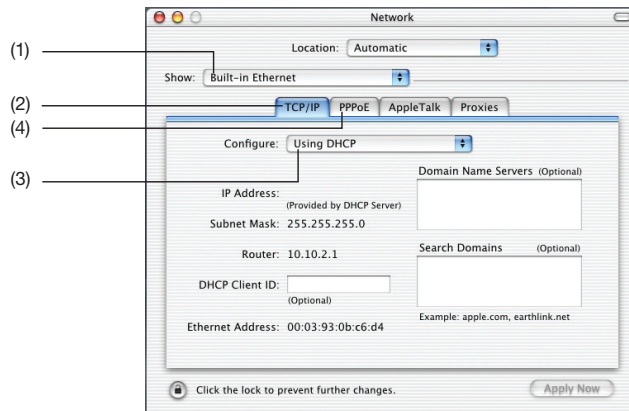 Network
Location: Automatic
(1)
Show: Built-in Ethernet
(2)
TCP/IP PPPoE AppleTalk Proxies
(4)
Configure: Using DHCP
(3)
Domain Name Servers (Optional)
IP Address:
(Provided by DHCP Server)
Subnet Mask: 255.255.255.0
Router: 10.10.2.1
Search Domains (Optional)
DHCP Client ID:
(Optional)
Example: apple.com, earthlink.net
Ethernet Address: 00:03:93:0b:c6:d4
Click the lock to prevent further changes.
Apply Now